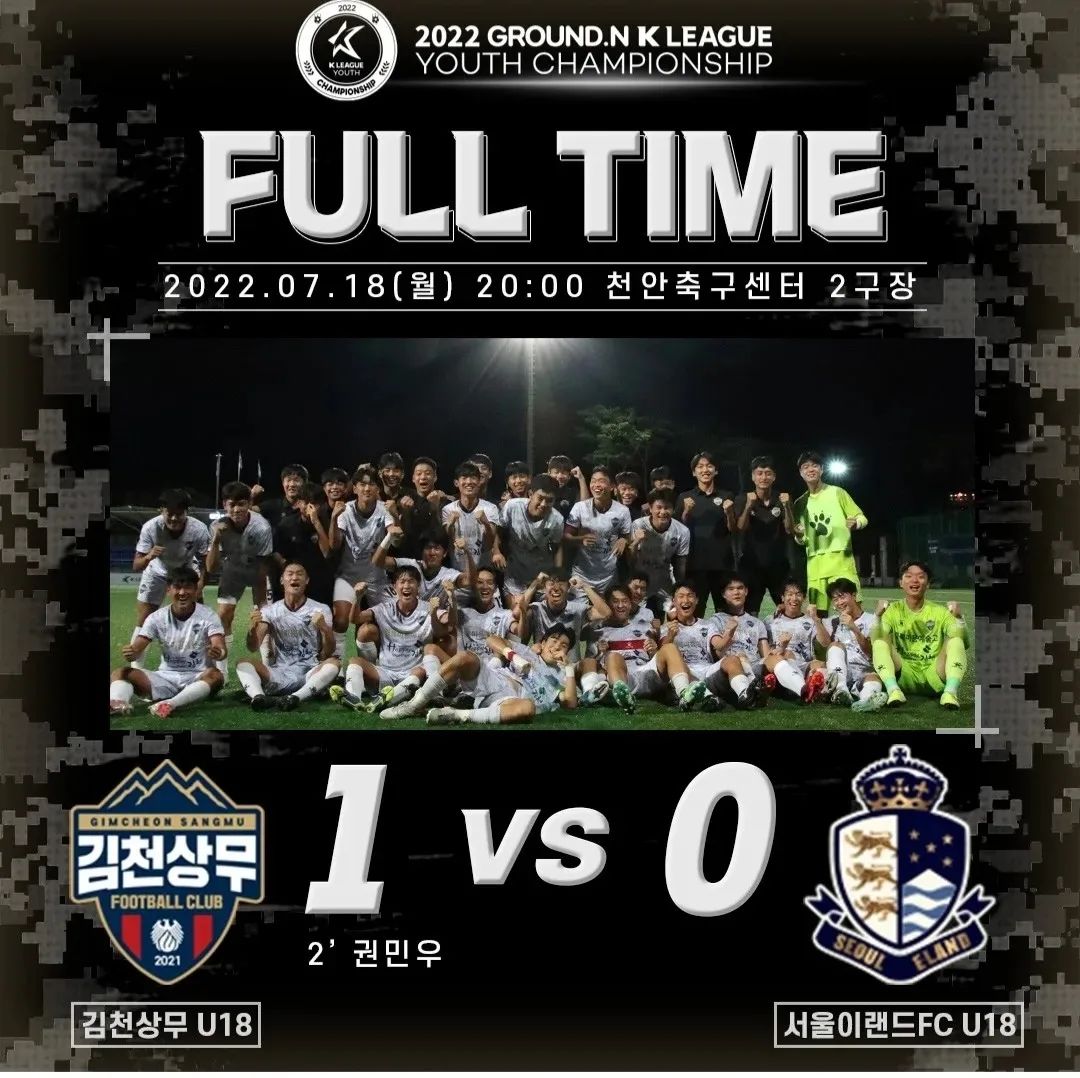 2022
K LEAGUE
YOUTH
CHAMPIONSHIP
2022 GROUND.N K LEAGUE
YOUTH CHAMPIONSHIP
FULL TIME
2022.07.18(월) 20:00 천안축구센터 2구장
GIMCHEON SANGMU
김천상무
FOOTBALL CLUB
2021
1 vs 0
2' 권민우
SEOUL ELAND
김천상무 U18
서울이랜드FC U18